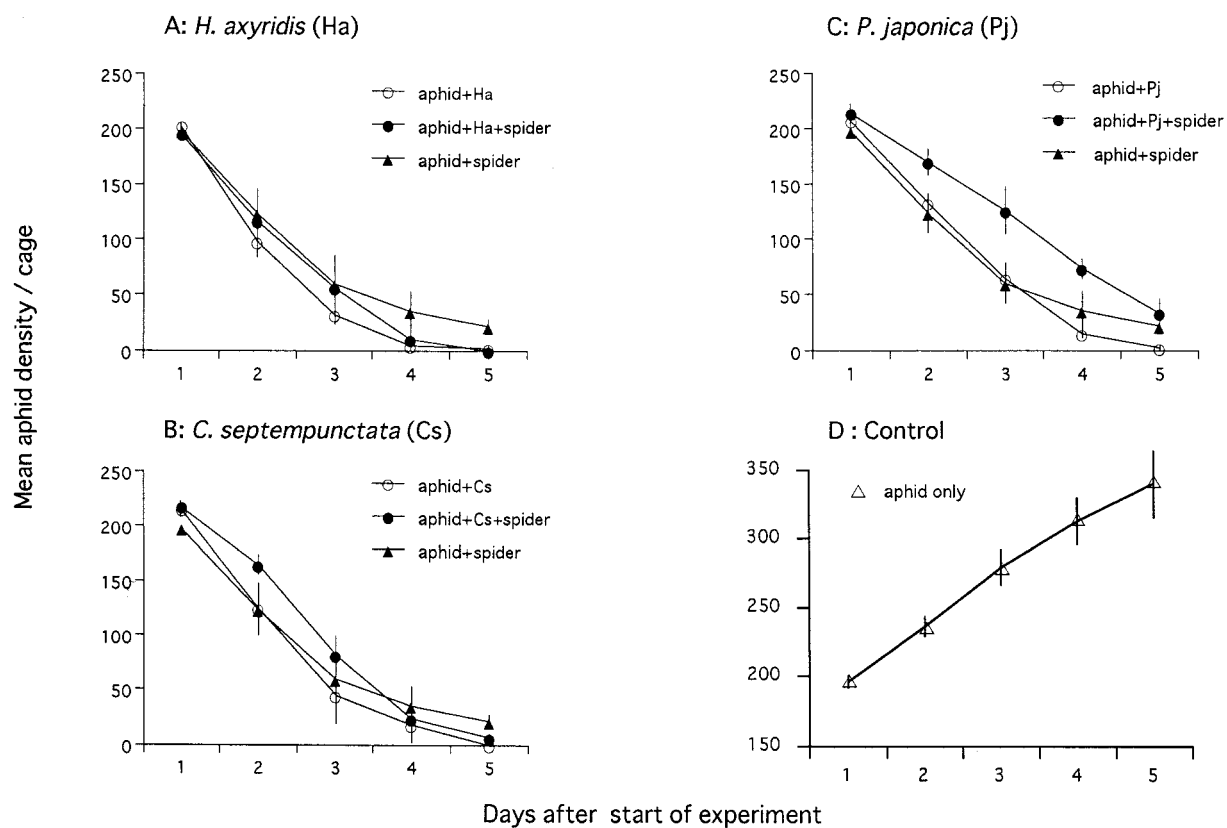 A: H. axyridis (Ha)
250
200
150
100
50
0
1 2 3 4 5
aphid+Ha
aphid+Ha+spider
aphid+spider
C: P. japonica (Pj)
250
200
150
100
50
0
1 2 3 4 5
aphid+Pj
aphid+Pj+spider
aphid+spider
Mean aphid density / cage
B: C. septempunctata (Cs)
250
200
150
100
50
0
1 2 3 4 5
aphid+Cs
aphid+Cs+spider
aphid+spider
D : Control
350
300
250
200
150
1 2 3 4 5
aphid only
Days after start of experiment